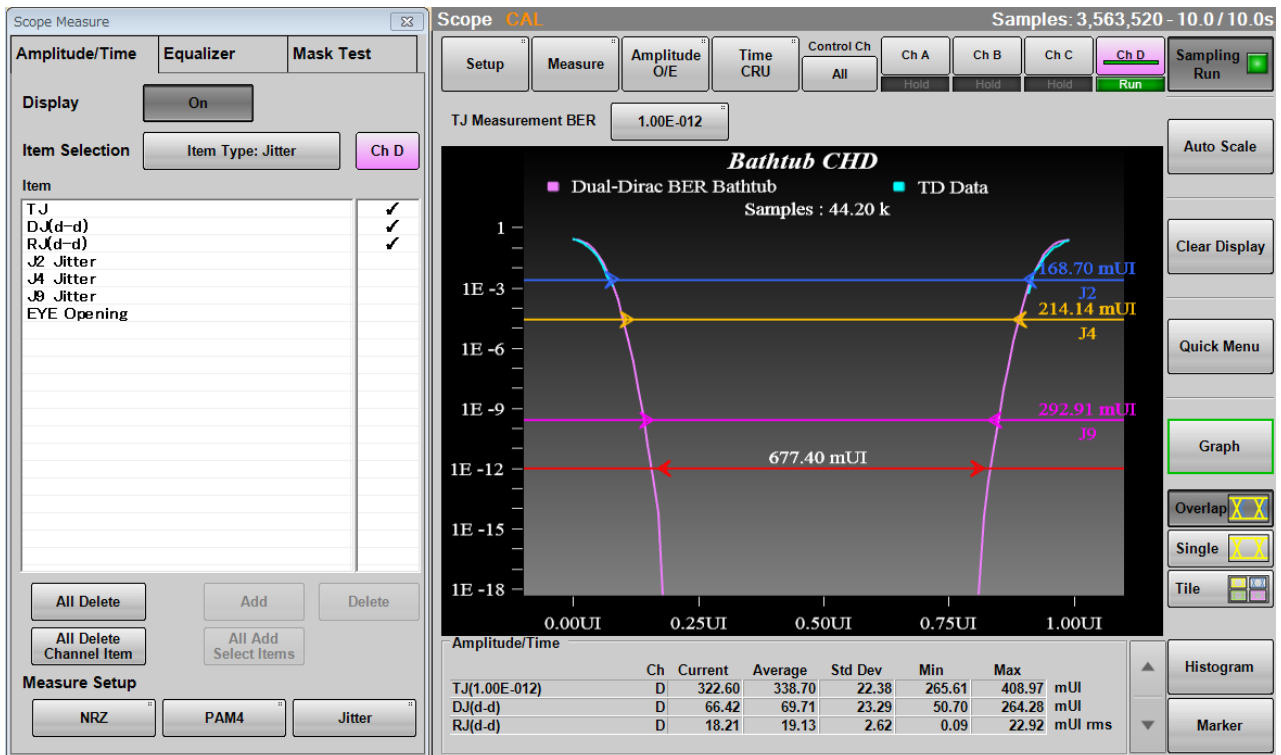 Scope Measure
Amplitude/Time Equalizer Mask Test
Display On
Item Selection Item Type: Jitter Ch D
Item
TJ ✓
DJ(d-d) ✓
RJ(d-d) ✓
J2 Jitter
J4 Jitter
J9 Jitter
EYE Opening
All Delete Add Delete
All Delete Channel Item
All Add Select Items
Measure Setup
NRZ PAM4 Jitter
Scope CAL Samples: 3,563,520 - 10.0 / 10.0s
Setup
Measure
Amplitude O/E
Time CRU
Control Ch
All
Ch A
Hold
Ch B
Hold
Ch C
Hold
Ch D
Run
Sampling Run
TJ Measurement BER 1.00E-012
Bathtub CHD
Dual-Dirac BER Bathtub TD Data
Samples : 44.20 k
1
168.70 mUI
1E -3
J2
214.14 mUI
J4
1E -6
1E -9
292.91 mUI
J9
677.40 mUI
1E -12
1E -15
1E -18
0.00UI 0.25UI 0.50UI 0.75UI 1.00UI
Amplitude/Time
Ch Current Average Std Dev Min Max
TJ(1.00E-012) D 322.60 338.70 22.38 265.61 408.97 mUI
DJ(d-d) D 66.42 69.71 23.29 50.70 264.28 mUI
RJ(d-d) D 18.21 19.13 2.62 0.09 22.92 mUI rms
Auto Scale
Clear Display
Quick Menu
Graph
Overlap
Single
Tile
Histogram
Marker